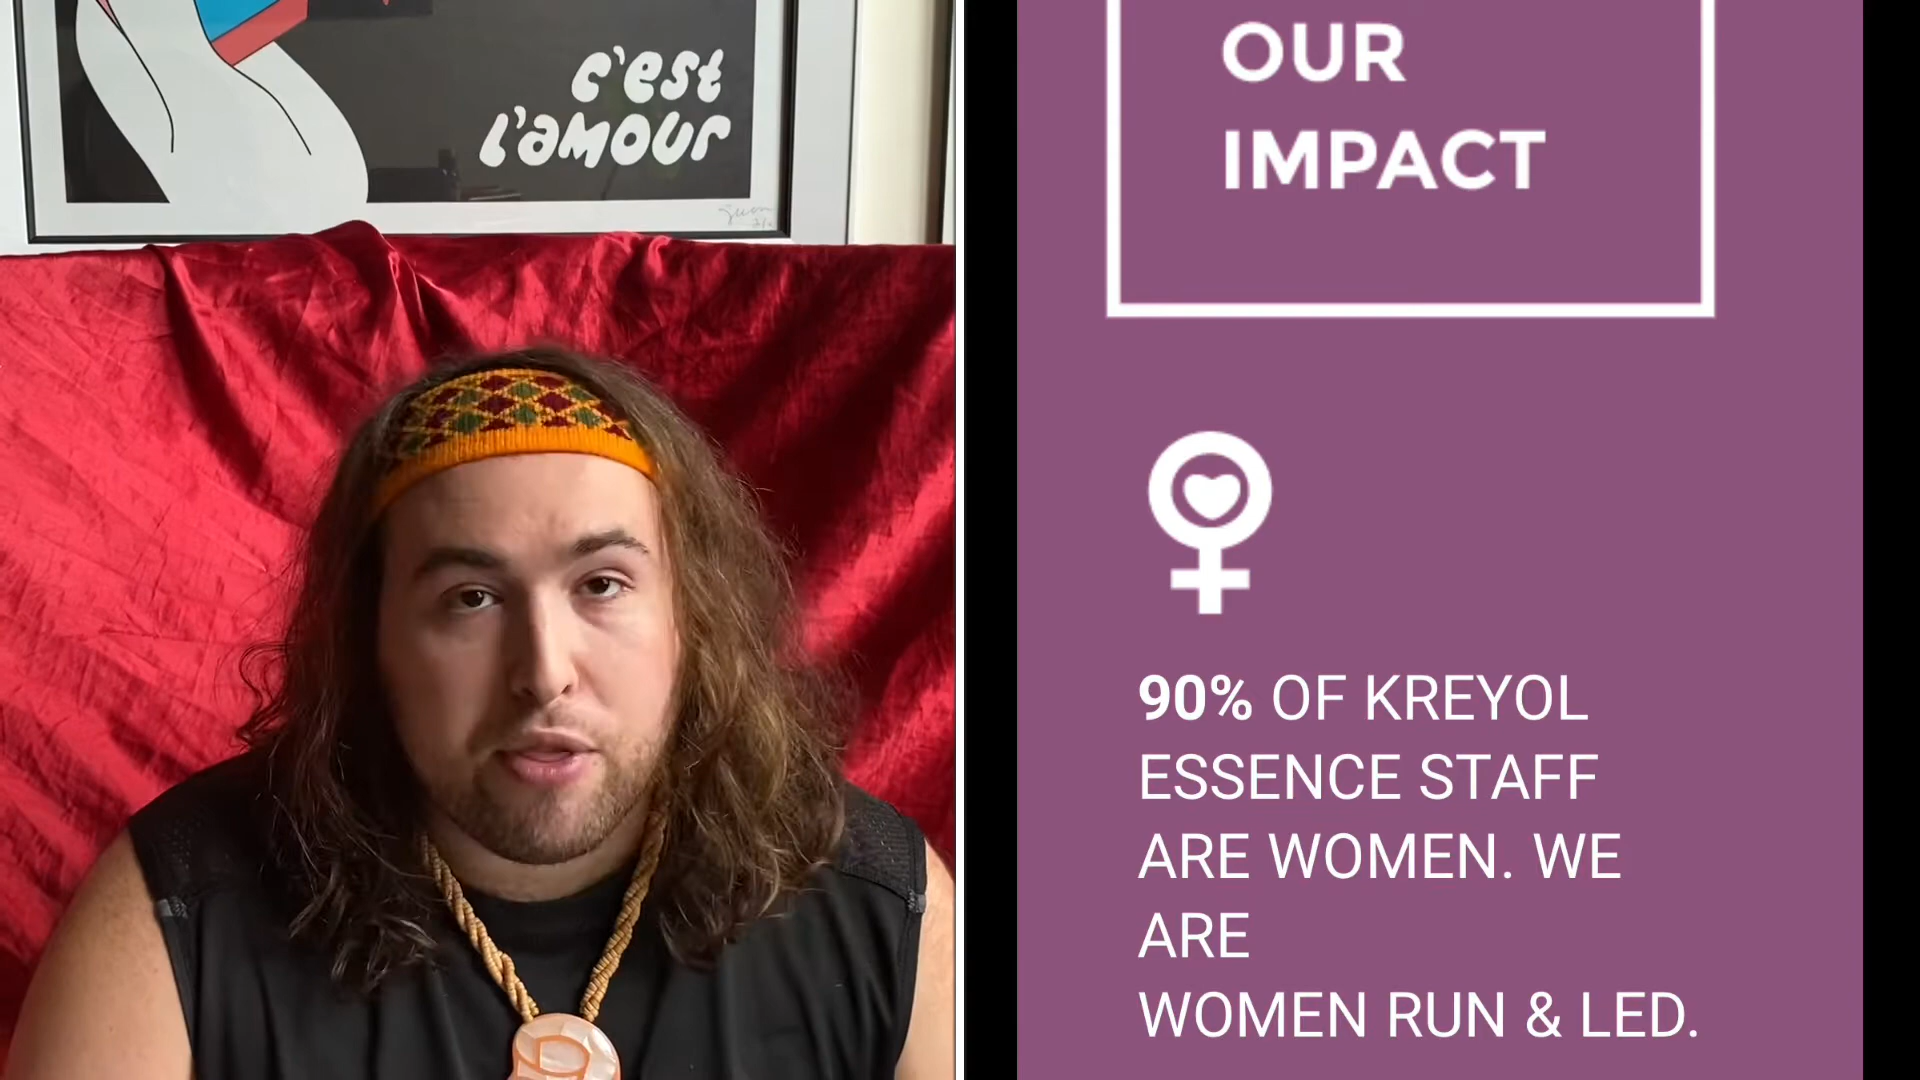 c'est
l'amour
OUR
IMPACT
90% OF KREYOL
ESSENCE STAFF
ARE WOMEN. WE
ARE
WOMEN RUN & LED.